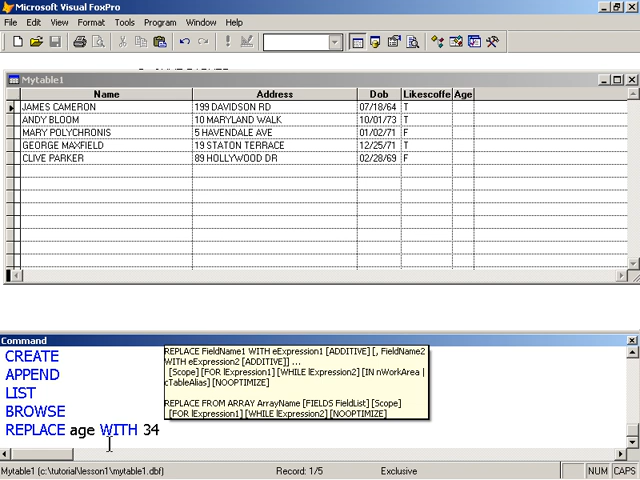 Microsoft Visual FoxPro
File Edit View Format Tools Program Window Help
Mytable1
Name Address Dob Likescoffe Age
JAMES CAMERON 199 DAVIDSON RD 07/18/64 T
ANDY BLOOM 10 MARYLAND WALK 10/01/73 T
MARY POLYCHRONIS 5 HAVENDALE AVE 01/02/71 F
GEORGE MAXFIELD 19 STATON TERRACE 12/25/71 T
CLIVE PARKER 89 HOLLYWOOD DR 02/28/69 F
Command
CREATE
APPEND
LIST
BROWSE
REPLACE age WITH 34
REPLACE FieldName1 WITH eExpression1 [ADDITIVE] [, FieldName2
WITH eExpression2 [ADDITIVE]] ...
[Scope] [FOR lExpression1] [WHILE lExpression2] [IN nWorkArea |
cTableAlias] [NOOPTIMIZE]
REPLACE FROM ARRAY ArrayName [FIELDS FieldList] [Scope]
[FOR lExpression1] [WHILE lExpression2] [NOOPTIMIZE]
Mytable1 (c:\tutorial\lesson1\mytable1.dbf) Record: 1/5 Exclusive NUM CAPS